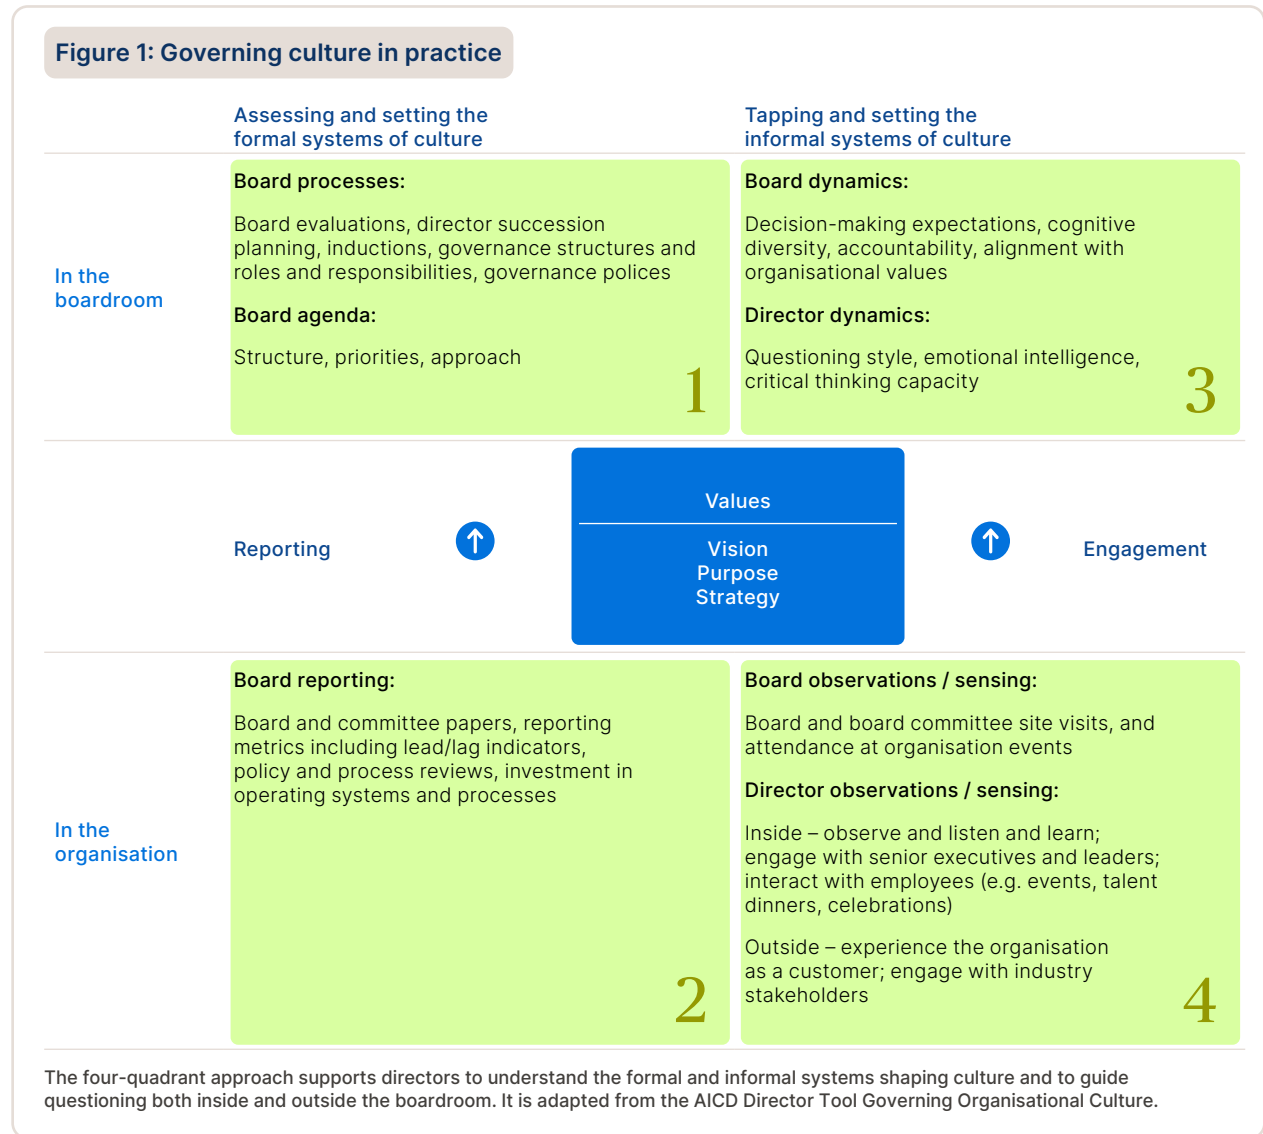 Figure 1: Governing culture in practice
Assessing and setting the
formal systems of culture
Tapping and setting the
informal systems of culture
In the
boardroom
Board processes:
Board evaluations, director succession
planning, inductions, governance structures and
roles and responsibilities, governance polices
Board agenda:
Structure, priorities, approach
1
Board dynamics:
Decision-making expectations, cognitive
diversity, accountability, alignment with
organisational values
Director dynamics:
Questioning style, emotional intelligence,
critical thinking capacity
3
Reporting
Values
Vision
Purpose
Strategy
Engagement
In the
organisation
Board reporting:
Board and committee papers, reporting
metrics including lead/lag indicators,
policy and process reviews, investment in
operating systems and processes
2
Board observations / sensing:
Board and board committee site visits, and
attendance at organisation events
Director observations / sensing:
Inside – observe and listen and learn;
engage with senior executives and leaders;
interact with employees (e.g. events, talent
dinners, celebrations)
Outside – experience the organisation
as a customer; engage with industry
stakeholders
4
The four-quadrant approach supports directors to understand the formal and informal systems shaping culture and to guide
questioning both inside and outside the boardroom. It is adapted from the AICD Director Tool Governing Organisational Culture.